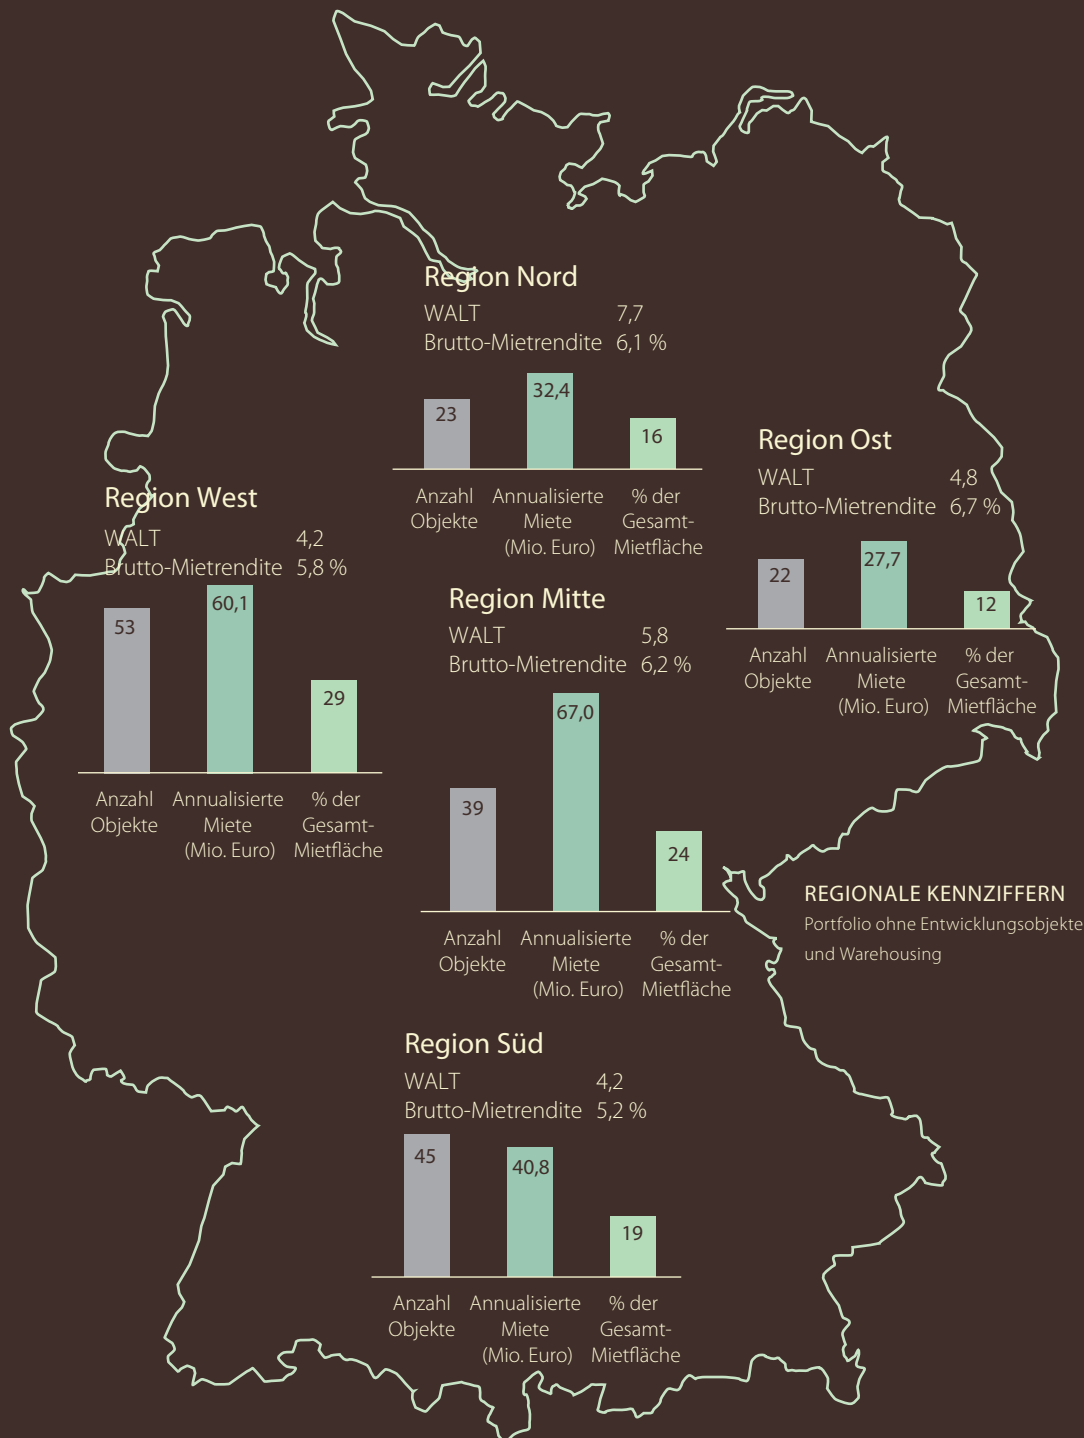 Region Nord
WALT 7,7
Brutto-Mietrendite 6,1 %
23 32,4 16
Anzahl Annualisierte % der
Objekte Miete Gesamt-
(Mio. Euro) Mietfläche
Region Ost
WALT 4,8
Brutto-Mietrendite 6,7 %
22 27,7 12
Anzahl Annualisierte % der
Objekte Miete Gesamt-
(Mio. Euro) Mietfläche
Region West
WALT 4,2
Brutto-Mietrendite 5,8 %
53 60,1 29
Anzahl Annualisierte % der
Objekte Miete Gesamt-
(Mio. Euro) Mietfläche
Region Mitte
WALT 5,8
Brutto-Mietrendite 6,2 %
39 67,0 24
Anzahl Annualisierte % der
Objekte Miete Gesamt-
(Mio. Euro) Mietfläche
REGIONALE KENNZIFFERN
Portfolio ohne Entwicklungsobjekte
und Warehousing
Region Süd
WALT 4,2
Brutto-Mietrendite 5,2 %
45 40,8 19
Anzahl Annualisierte % der
Objekte Miete Gesamt-
(Mio. Euro) Mietfläche